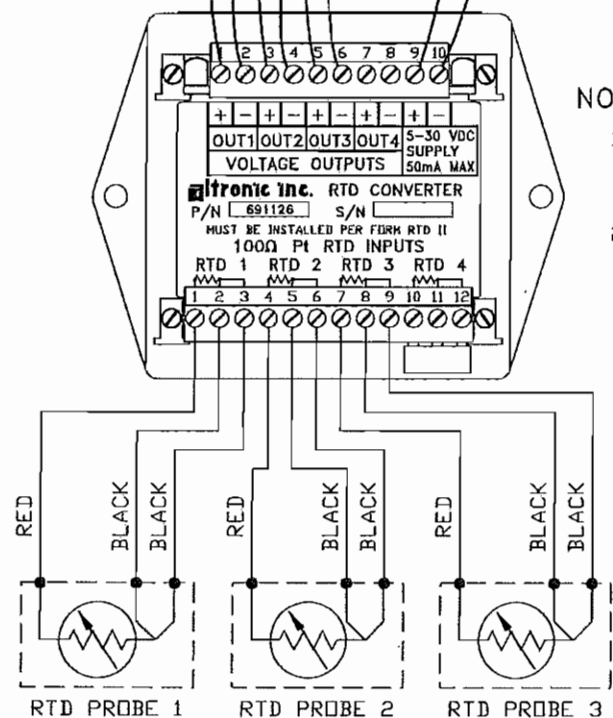 1 2 3 4 5 6 7 8 9 10
NO
+ − + − + − + − + −
OUT1 OUT2 OUT3 OUT4 5-30 VDC
SUPPLY
50mA MAX
VOLTAGE OUTPUTS
altronic inc. RTD CONVERTER
P/N 691126 S/N
MUST BE INSTALLED PER FORM RTD II
100Ω Pt RTD INPUTS
RTD 1 RTD 2 RTD 3 RTD 4
1 2 3 4 5 6 7 8 9 10 11 12
RED BLACK BLACK RED BLACK BLACK RED BLACK BLACK
RTD PROBE 1 RTD PROBE 2 RTD PROBE 3